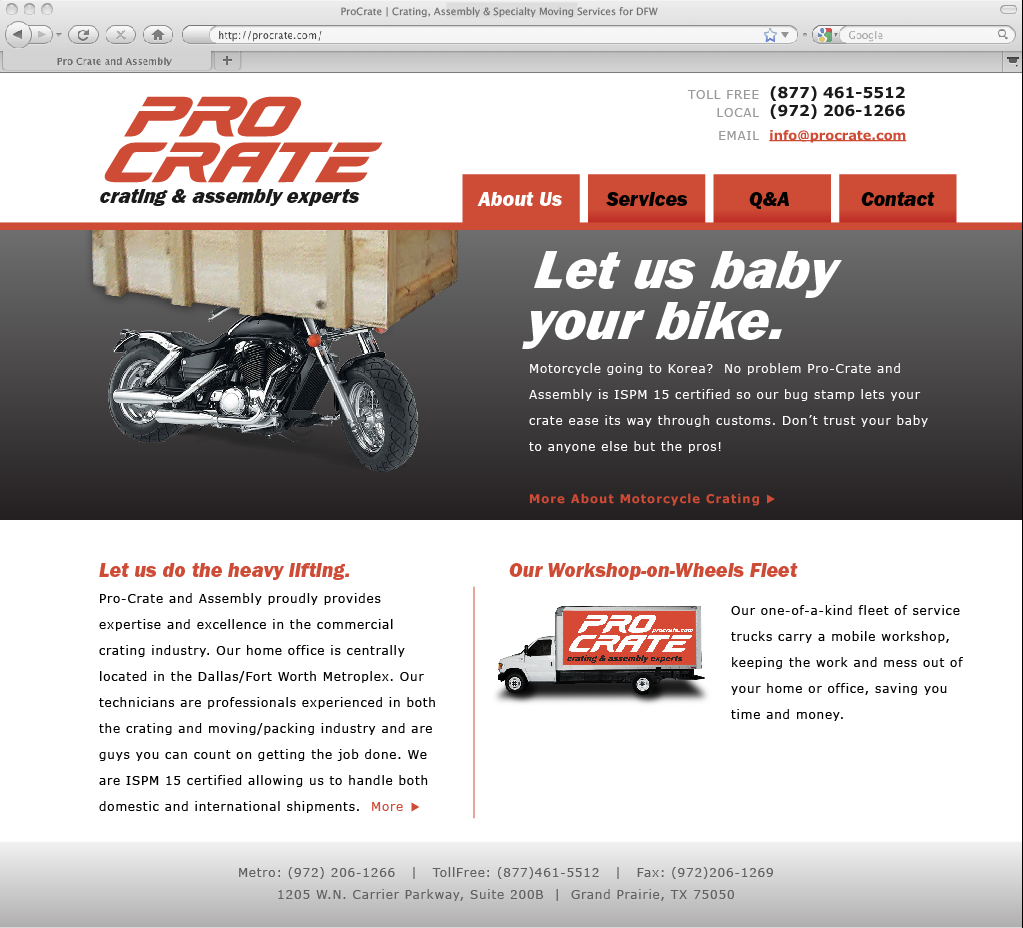 ProCrate | Crating, Assembly & Specialty Moving Services for DFW
http://procrate.com/
Google
Pro Crate and Assembly
PRO
CRATE
crating & assembly experts
TOLL FREE (877) 461-5512
LOCAL (972) 206-1266
EMAIL info@procrate.com
About Us Services Q&A Contact
Let us baby
your bike.
Motorcycle going to Korea? No problem Pro-Crate and
Assembly is ISPM 15 certified so our bug stamp lets your
crate ease its way through customs. Don’t trust your baby
to anyone else but the pros!
More About Motorcycle Crating
Let us do the heavy lifting.
Pro-Crate and Assembly proudly provides
expertise and excellence in the commercial
crating industry. Our home office is centrally
located in the Dallas/Fort Worth Metroplex. Our
technicians are professionals experienced in both
the crating and moving/packing industry and are
guys you can count on getting the job done. We
are ISPM 15 certified allowing us to handle both
domestic and international shipments. More
Our Workshop-on-Wheels Fleet
PRO
procrate.com
CRATE
crating & assembly experts
Our one-of-a-kind fleet of service
trucks carry a mobile workshop,
keeping the work and mess out of
your home or office, saving you
time and money.
Metro: (972) 206-1266 | TollFree: (877)461-5512 | Fax: (972)206-1269
1205 W.N. Carrier Parkway, Suite 200B | Grand Prairie, TX 75050